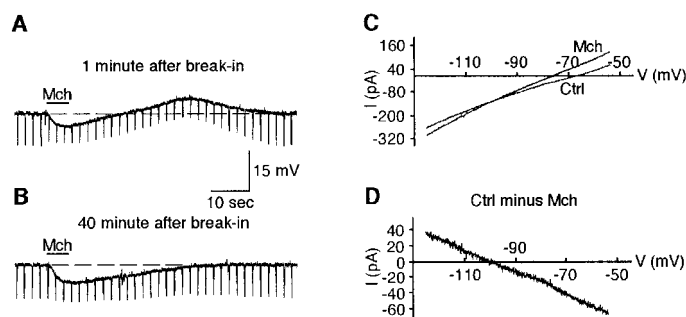 A
1 minute after break-in
Mch
15 mV
10 sec
B
40 minute after break-in
Mch
C
160
40
-80
-200
-320
I (pA)
-110 -90 -70 -50 V (mV)
Mch
Ctrl
D
Ctrl minus Mch
40
20
0
-20
-40
-60
I (pA)
-110 -90 -70 -50 V (mV)